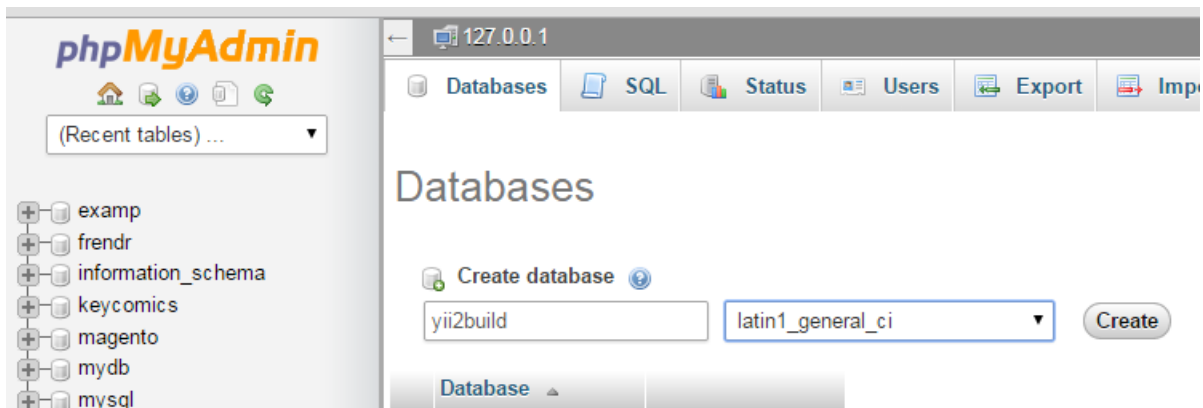 phpMyAdmin
(Recent tables) ...
examp
frendr
information_schema
keycomics
magento
mydb
mysql
127.0.0.1
Databases SQL Status Users Export Impo
Databases
Create database
yii2build latin1_general_ci Create
Database